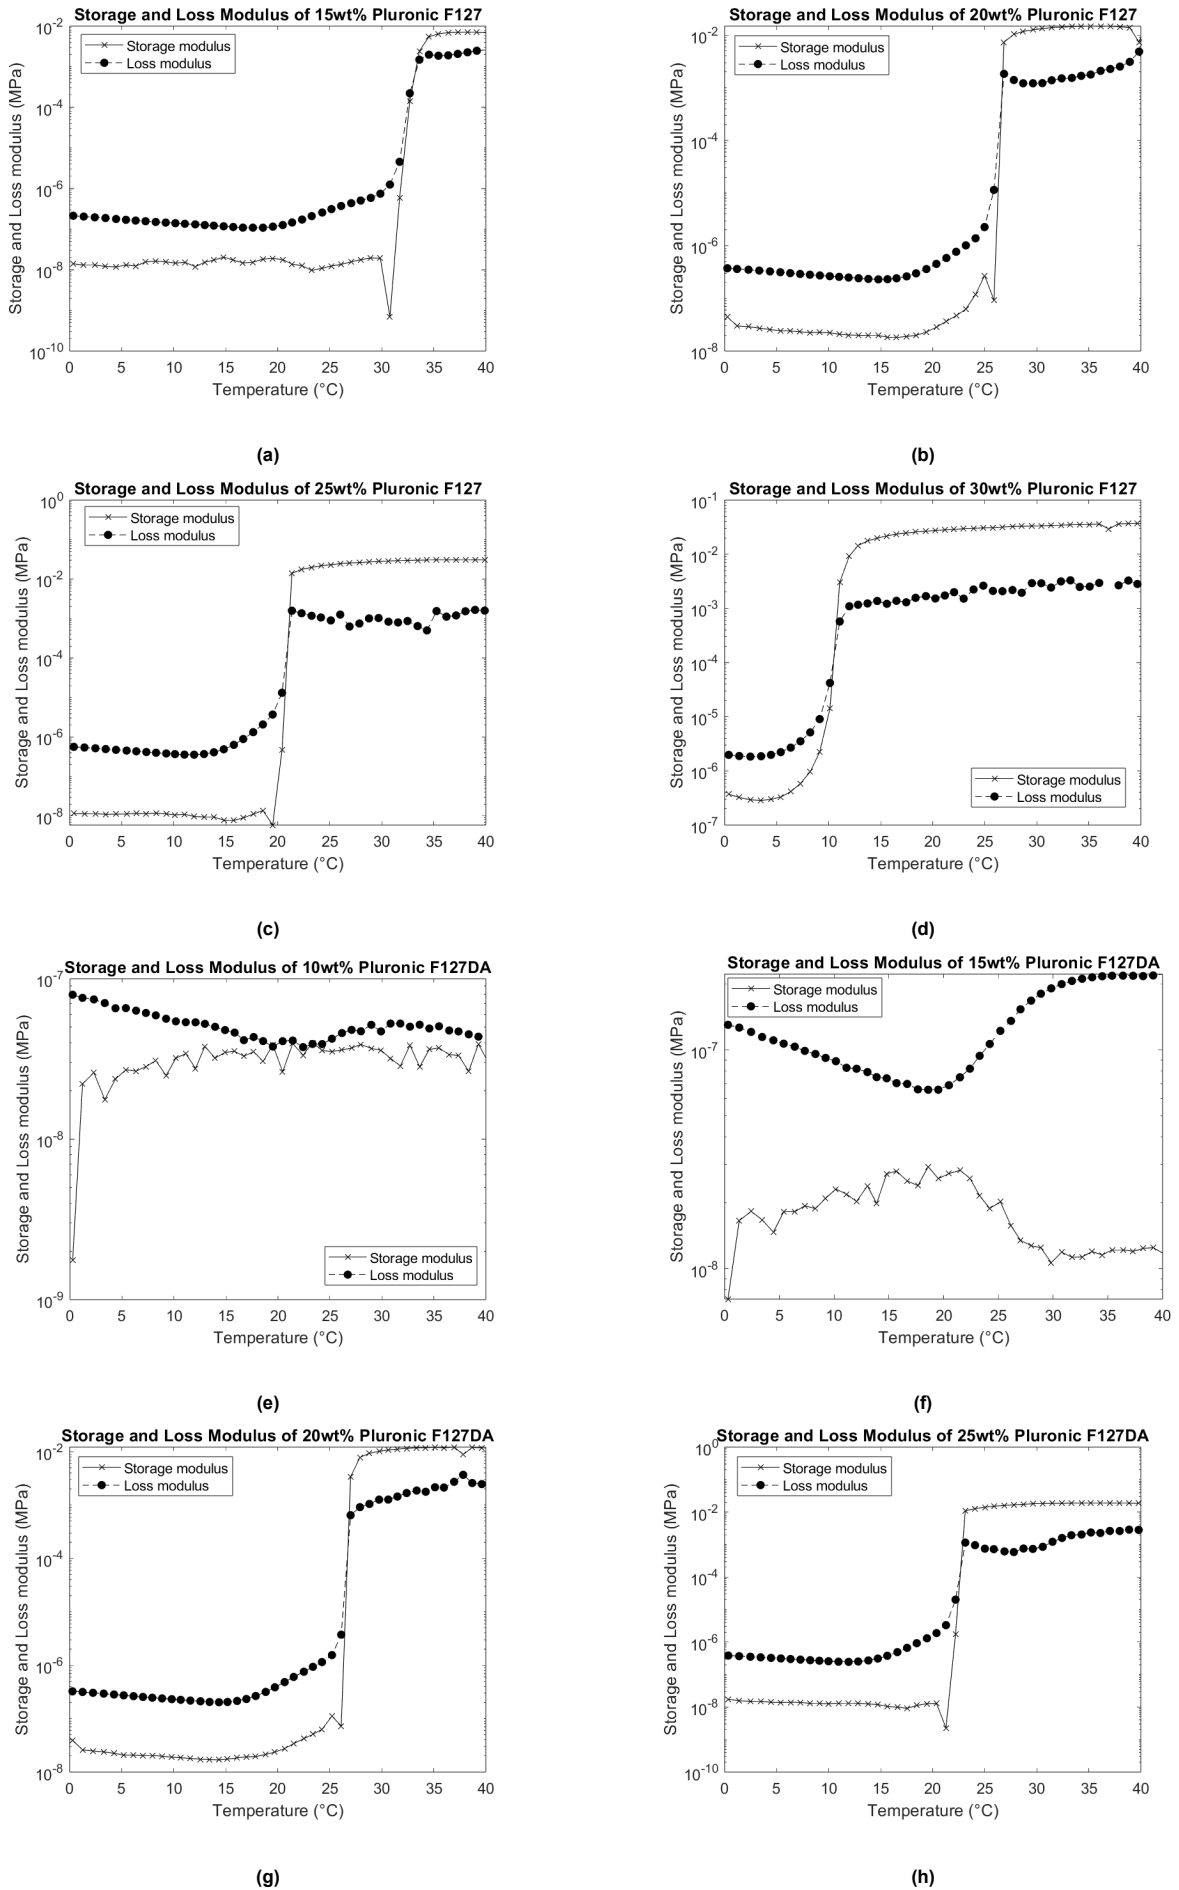 Storage and Loss Modulus of 15wt% Pluronic F127
Storage and Loss modulus (MPa)
10-2
10-4
10-6
10-8
10-10
Storage modulus
Loss modulus
0 5 10 15 20 25 30 35 40
Temperature (°C)
(a)
Storage and Loss Modulus of 20wt% Pluronic F127
Storage and Loss modulus (MPa)
10-2
10-4
10-6
10-8
Storage modulus
Loss modulus
0 5 10 15 20 25 30 35 40
Temperature (°C)
(b)
Storage and Loss Modulus of 25wt% Pluronic F127
Storage and Loss modulus (MPa)
100
10-2
10-4
10-6
10-8
Storage modulus
Loss modulus
0 5 10 15 20 25 30 35 40
Temperature (°C)
(c)
Storage and Loss Modulus of 30wt% Pluronic F127
Storage and Loss modulus (MPa)
10-1
10-2
10-3
10-4
10-5
10-6
10-7
Storage modulus
Loss modulus
0 5 10 15 20 25 30 35 40
Temperature (°C)
(d)
Storage and Loss Modulus of 10wt% Pluronic F127DA
Storage and Loss modulus (MPa)
10-7
10-8
10-9
Storage modulus
Loss modulus
0 5 10 15 20 25 30 35 40
Temperature (°C)
(e)
Storage and Loss Modulus of 15wt% Pluronic F127DA
Storage and Loss modulus (MPa)
10-7
10-8
Storage modulus
Loss modulus
0 5 10 15 20 25 30 35 40
Temperature (°C)
(f)
Storage and Loss Modulus of 20wt% Pluronic F127DA
Storage and Loss modulus (MPa)
10-2
10-4
10-6
10-8
Storage modulus
Loss modulus
0 5 10 15 20 25 30 35 40
Temperature (°C)
(g)
Storage and Loss Modulus of 25wt% Pluronic F127DA
Storage and Loss modulus (MPa)
100
10-2
10-4
10-6
10-8
10-10
Storage modulus
Loss modulus
0 5 10 15 20 25 30 35 40
Temperature (°C)
(h)